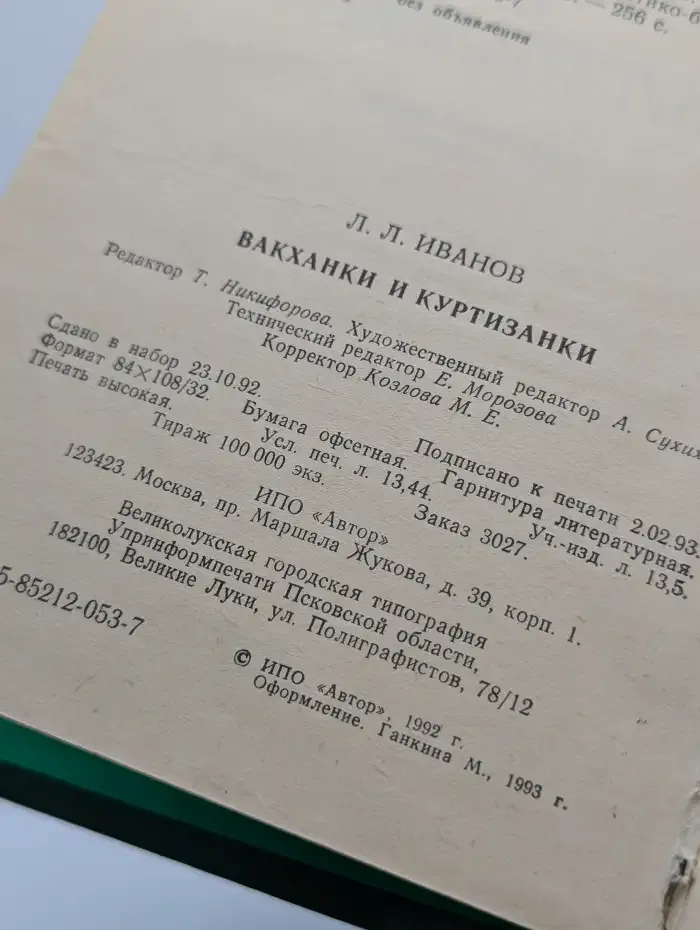 — 256 с.
без объявления
Л. Л. ИВАНОВ
ВАКХАНКИ И КУРТИЗАНКИ
Редактор Т. Никифорова. Художественный редактор А. Сухих
Технический редактор Е. Морозова
Корректор Козлова М. Е.
Сдано в набор 23.10.92. Подписано к печати 2.02.93.
Формат 84×108/32. Бумага офсетная. Гарнитура литературная.
Печать высокая. Усл. печ. л. 13,44. Уч.-изд. л. 13,5.
Тираж 100 000 экз. Заказ 3027.
ИПО «Автор»
123423. Москва, пр. Маршала Жукова, д. 39, корп. 1.
Великолукская городская типография
Упринформпечати Псковской области,
182100, Великие Луки, ул. Полиграфистов, 78/12
5-85212-053-7
© ИПО «Автор», 1992 г.
Оформление. Ганкина М., 1993 г.